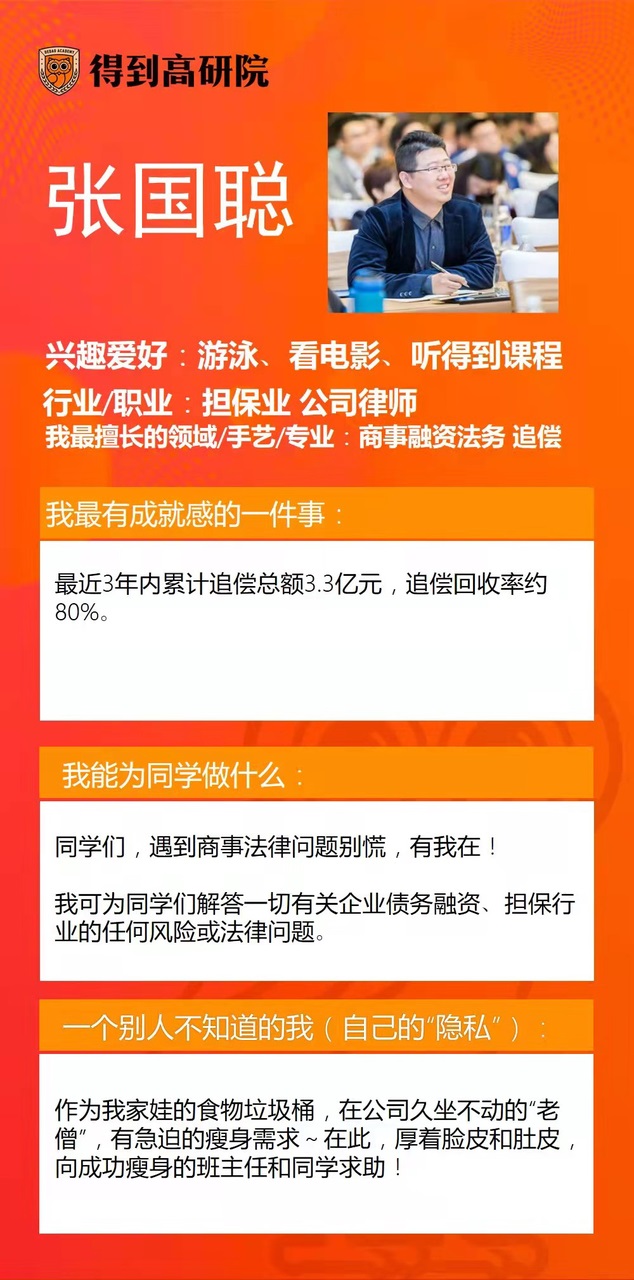 得到高研院
张国聪
兴趣爱好：游泳、看电影、听得到课程
行业/职业：担保业 公司律师
我最擅长的领域/手艺/专业：商事融资法务 追偿
我最有成就感的一件事：
最近3年内累计追偿总额3.3亿元，追偿回收率约
80%。
我能为同学做什么：
同学们，遇到商事法律问题别慌，有我在！
我可为同学们解答一切有关企业债务融资、担保行
业的任何风险或法律问题。
一个别人不知道的我（自己的“隐私”）：
作为我家娃的食物垃圾桶，在公司久坐不动的“老
僧”，有急迫的瘦身需求～在此，厚着脸皮和肚皮，
向成功瘦身的班主任和同学求助！